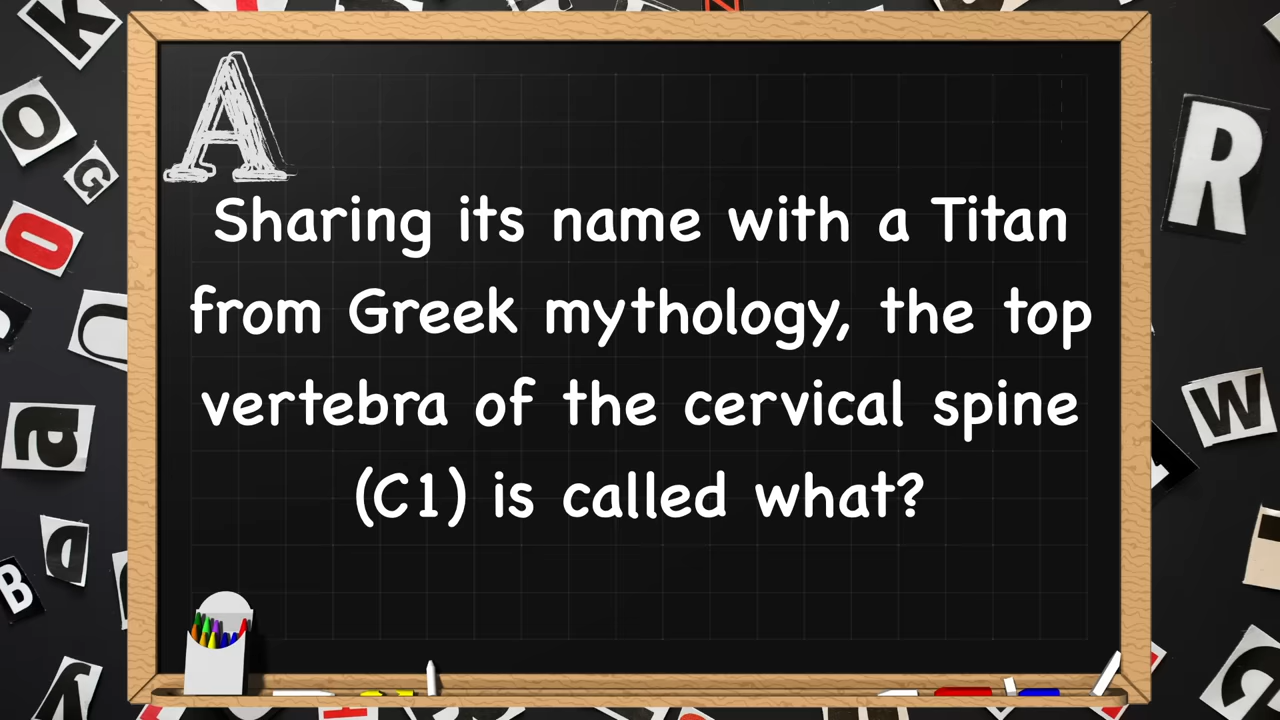 A
Sharing its name with a Titan
from Greek mythology, the top
vertebra of the cervical spine
(C1) is called what?
K
O
G
O
a
D
B
R
W